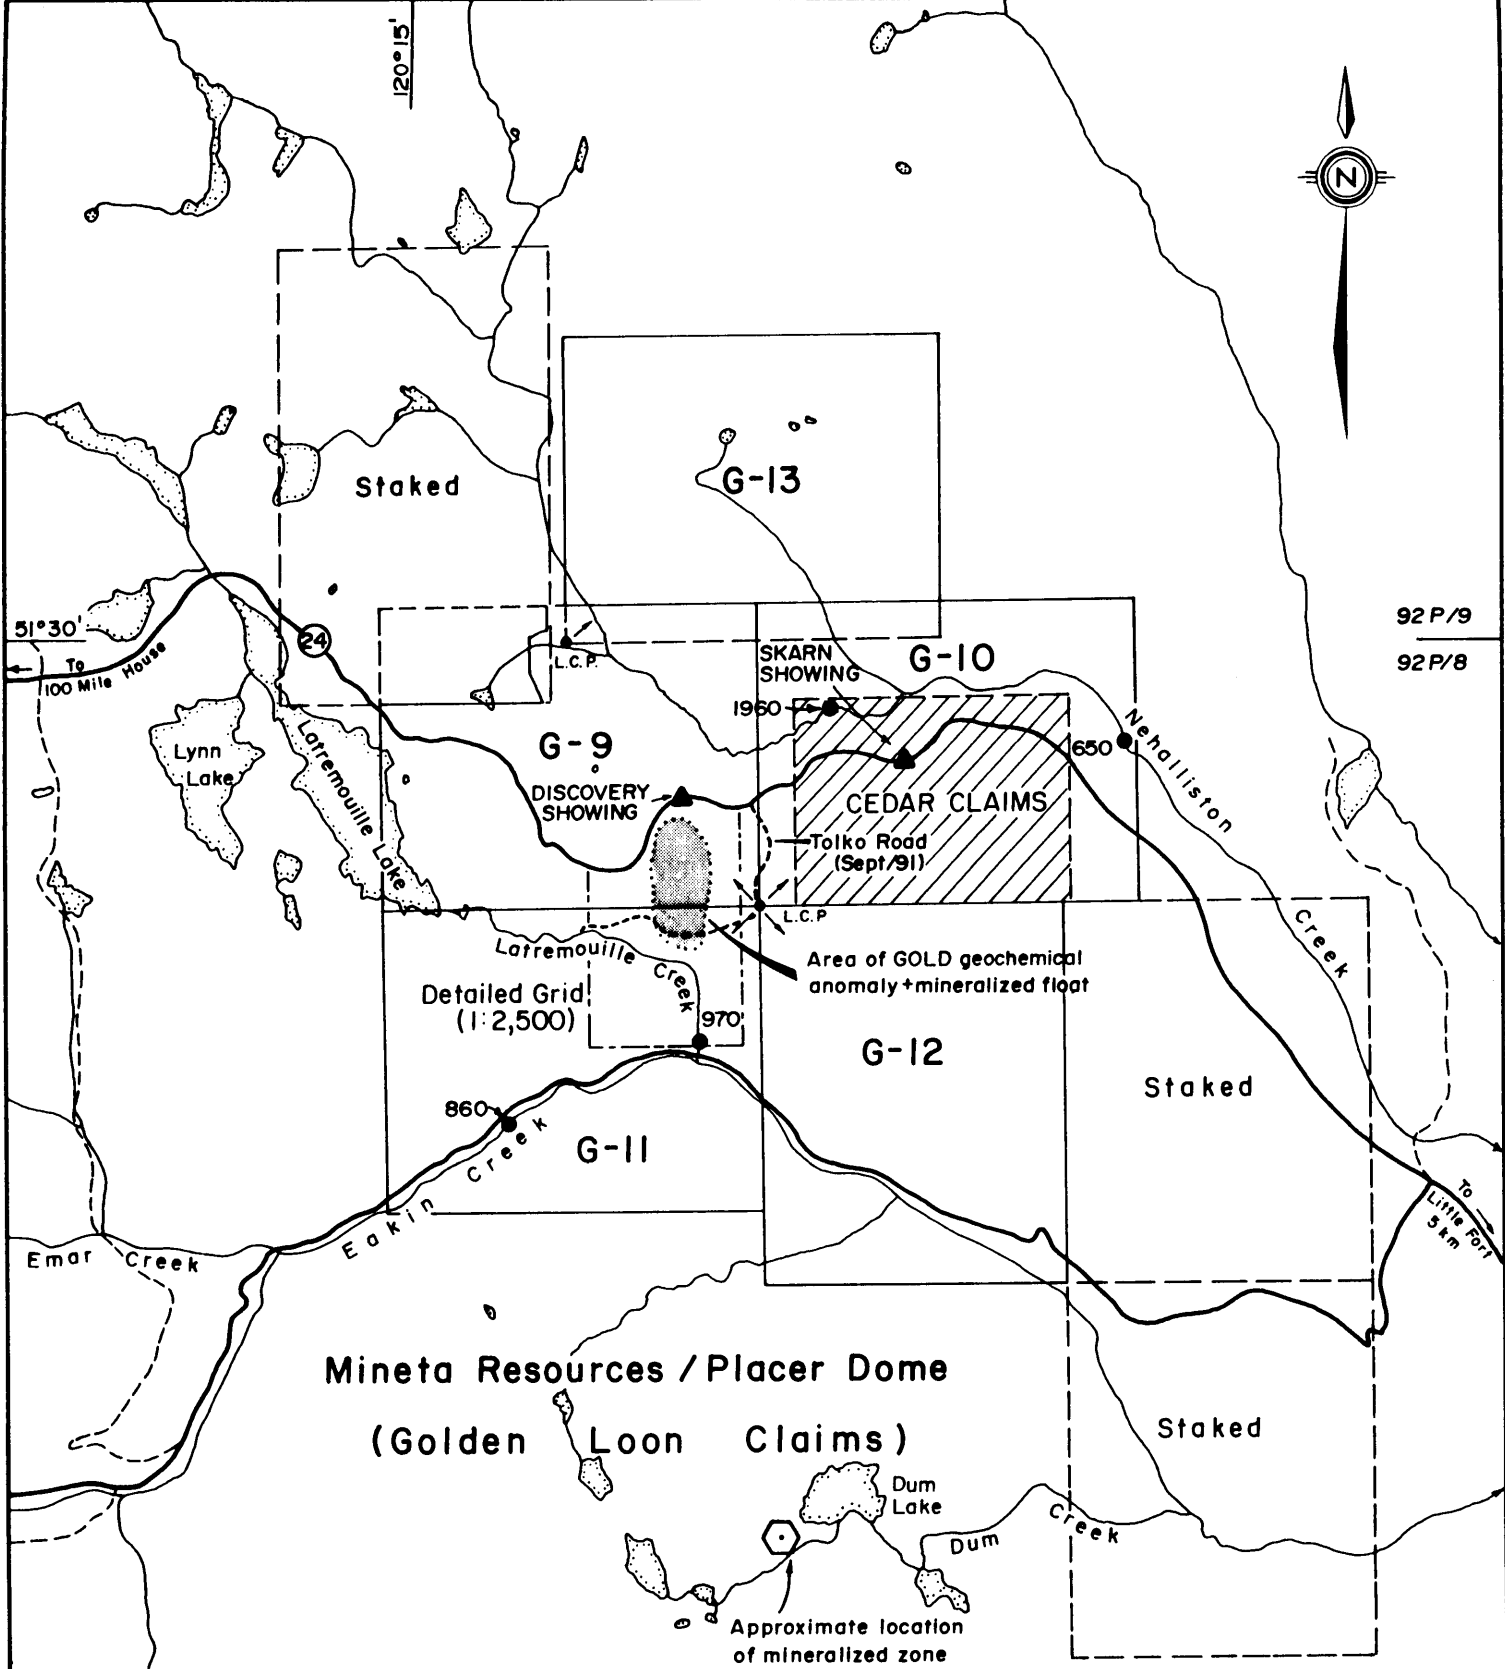 120°15'
N
G-13
Staked
51°30'
92 P/9
92 P/8
24
To
100 Mile House
L.C.P.
SKARN
SHOWING
G-10
1960
650
Nehalliston
Creek
Lynn
Lake
Latremouille Lake
G-9
DISCOVERY
SHOWING
CEDAR CLAIMS
Tolko Road
(Sept/91)
L.C.P
Latremouille Creek
Area of GOLD geochemical
anomaly+mineralized float
Detailed Grid
(1:2,500)
970
G-12
Staked
860
G-11
Eakin Creek
Emar Creek
To
Little Fort
5 km
Mineta Resources / Placer Dome
(Golden Loon Claims)
Staked
Dum
Lake
Dum Creek
Approximate location
of mineralized zone